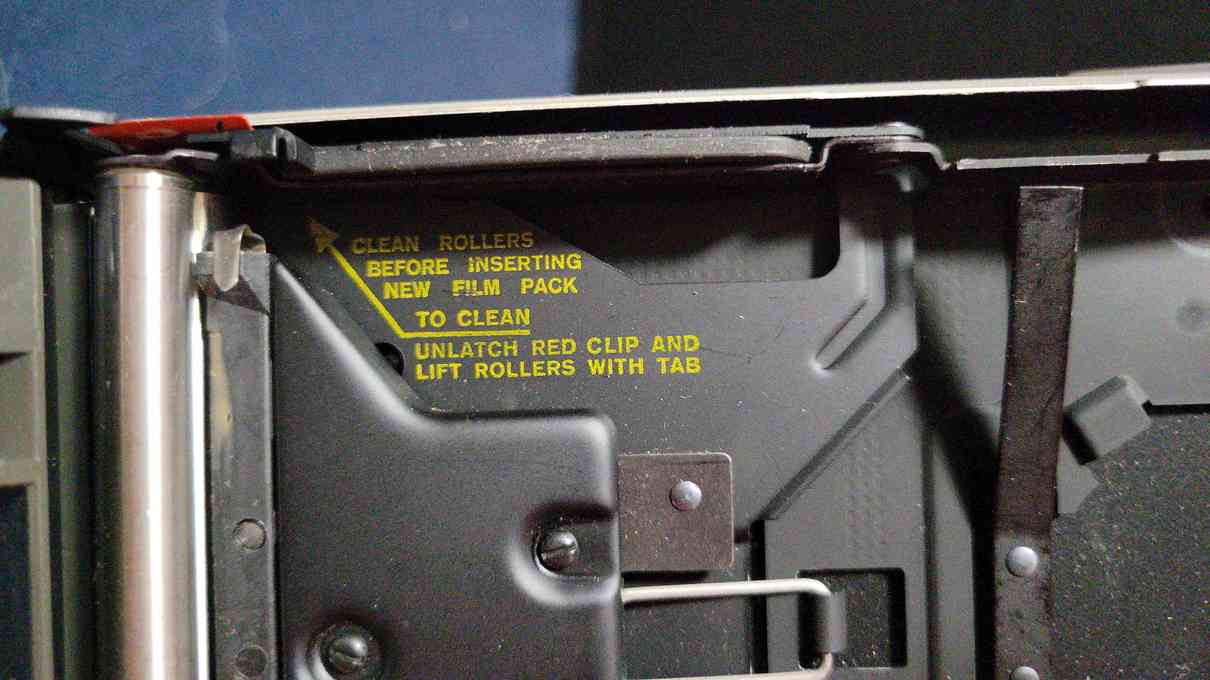 CLEAN ROLLERS
BEFORE INSERTING
NEW FILM PACK
TO CLEAN
UNLATCH RED CLIP AND
LIFT ROLLERS WITH TAB